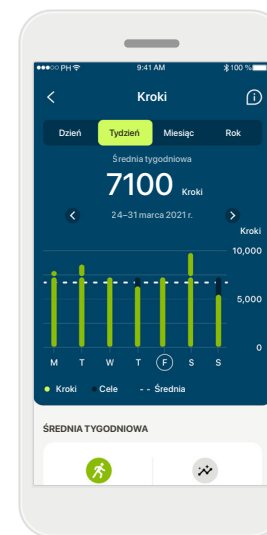 PH 9:41 AM 100 %
Kroki
Dzień Tydzień Miesiąc Rok
Średnia tygodniowa
7100 Kroki
24–31 marca 2021 r.
Kroki
10,000
5,000
0
M T W T F S S
Kroki Cele - - Średnia
ŚREDNIA TYGODNIOWA